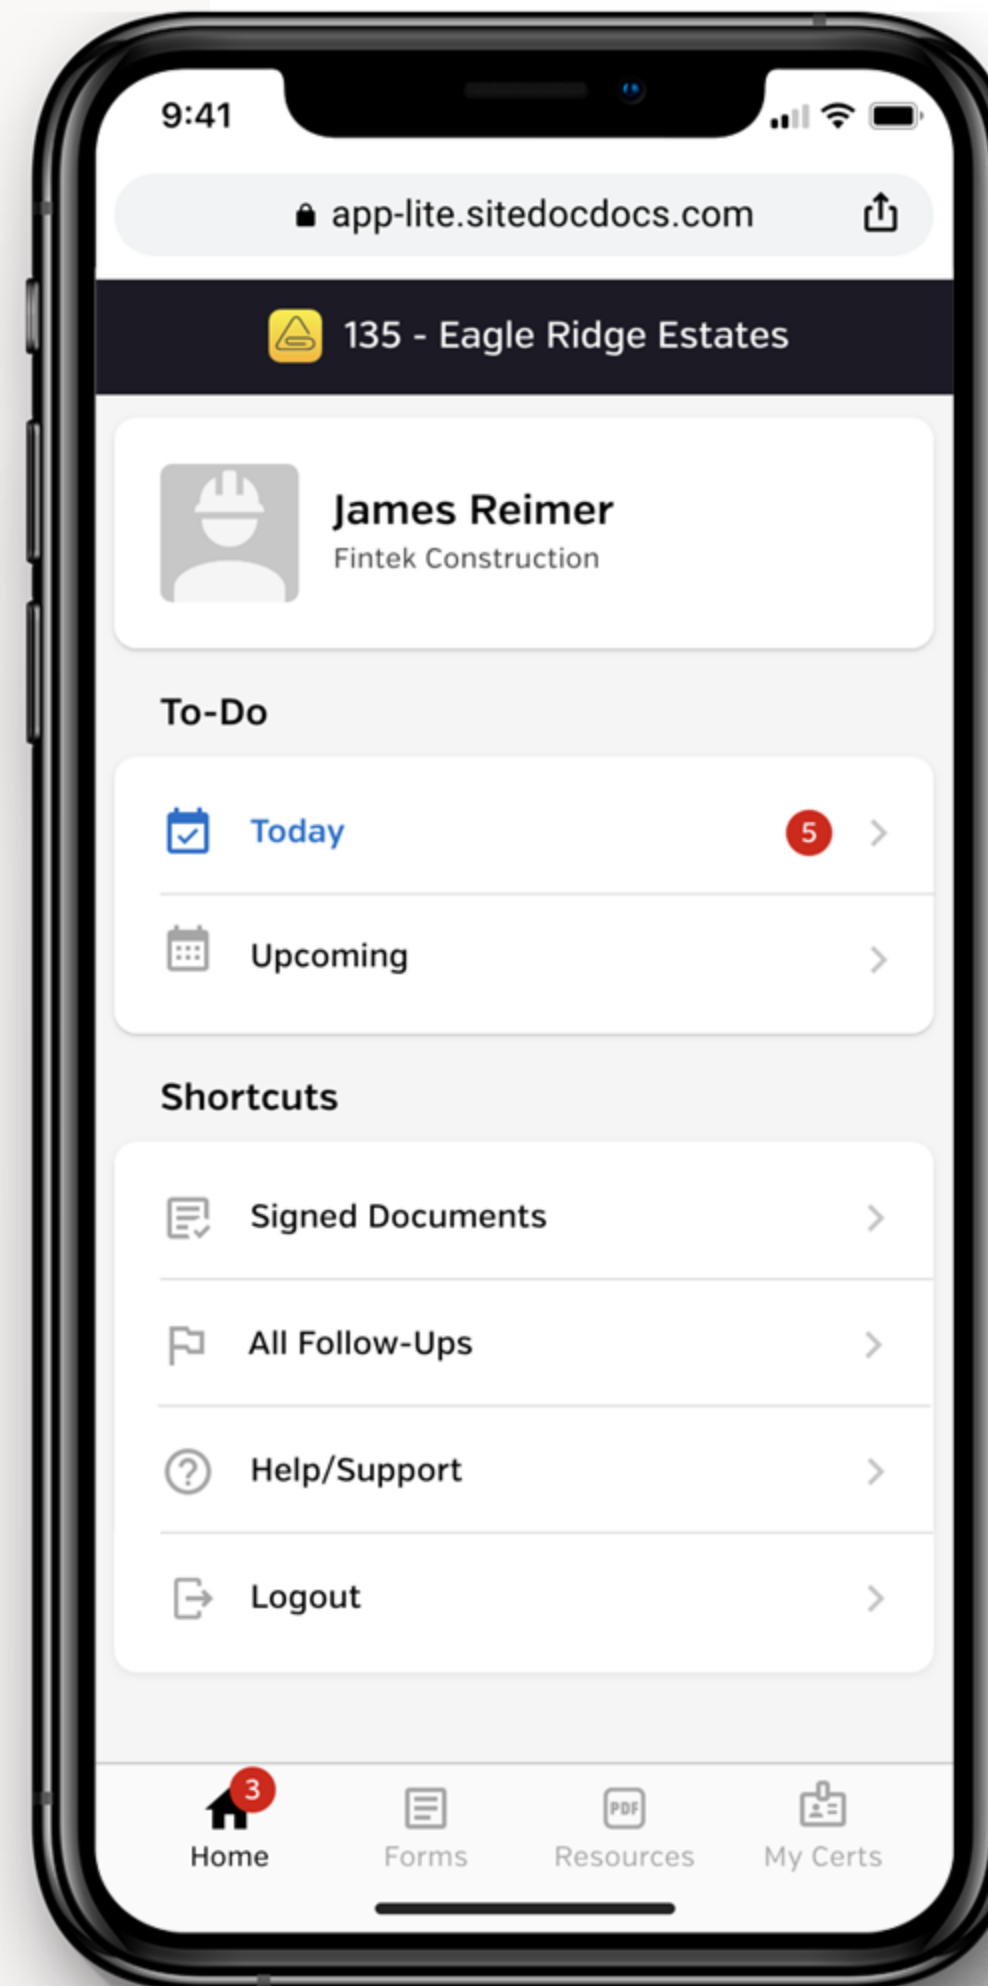 9:41
app-lite.sitedocdocs.com
135 - Eagle Ridge Estates
James Reimer
Fintek Construction
To-Do
Today 5
Upcoming
Shortcuts
Signed Documents
All Follow-Ups
Help/Support
Logout
3
PDF
Home Forms Resources My Certs